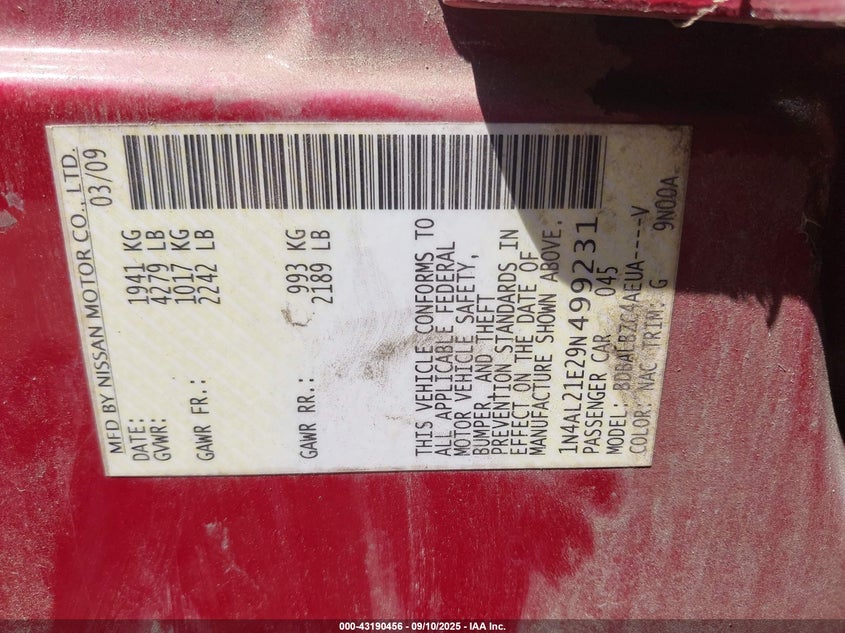 MFD BY NISSAN MOTOR CO., LTD.
DATE: 03/09
GVWR: 1941 KG
4279 LB
GAWR FR.: 1017 KG
2242 LB
GAWR RR.: 993 KG
2189 LB
THIS VEHICLE CONFORMS TO
ALL APPLICABLE FEDERAL
MOTOR VEHICLE SAFETY,
BUMPER, AND THEFT
PREVENTION STANDARDS IN
EFFECT ON THE DATE OF
MANUFACTURE SHOWN ABOVE.
1N4AL21E29N499231
PASSENGER CAR 045
MODEL:
COLOR: NAC TRIM: G 9N00A
000-43190456 - 09/10/2025 - IAA Inc.